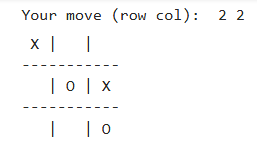 Your move (row col):  2 2
 X |   |
-----------
   | O | X
-----------
   |   | O